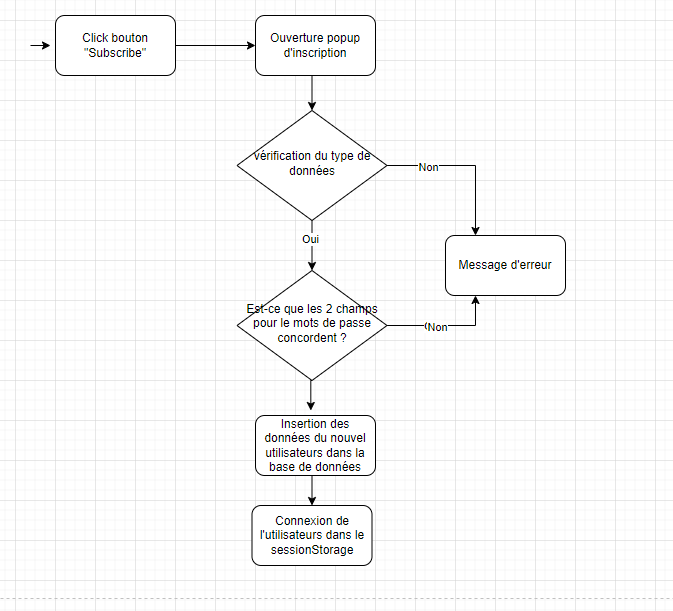 Click bouton
"Subscribe"
Ouverture popup
d'inscription
vérification du type de
données
Non
Oui
Message d'erreur
Est-ce que les 2 champs
pour le mots de passe
concordent ?
(Non
Insertion des
données du nouvel
utilisateurs dans la
base de données
Connexion de
l'utilisateurs dans le
sessionStorage